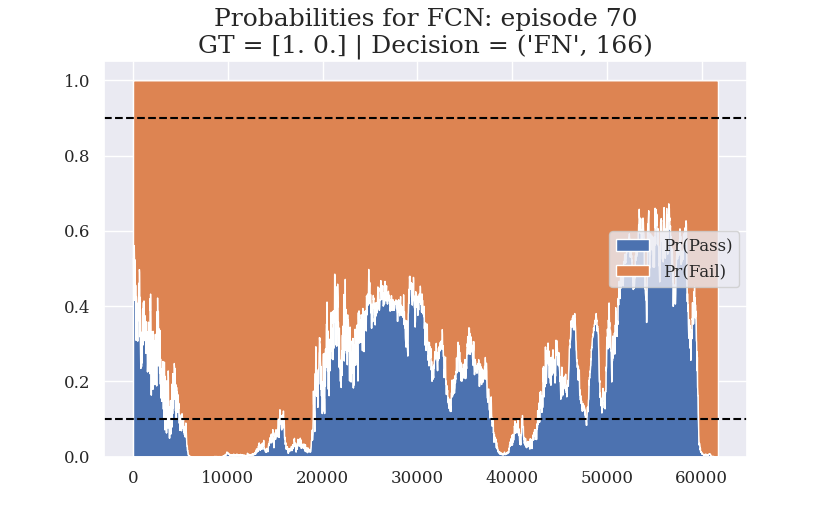 Probabilities for FCN: episode 70
GT = [1. 0.] | Decision = ('FN', 166)
1.0
0.8
0.6
0.4
0.2
0.0
Pr(Pass)
Pr(Fail)
0 10000 20000 30000 40000 50000 60000